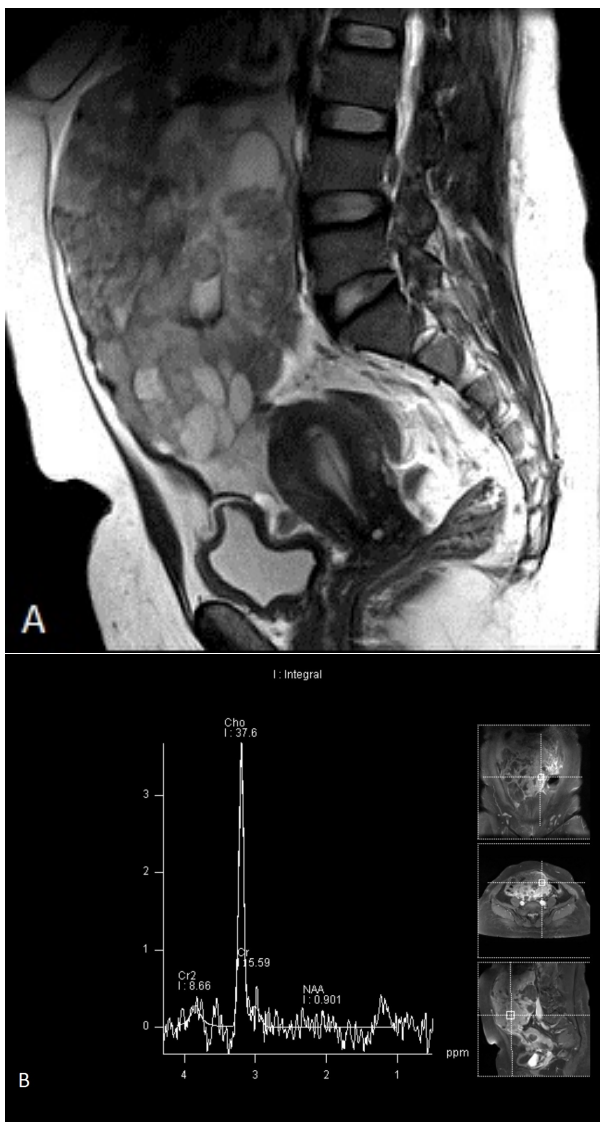 A
I : Integral
Cho
I : 37.6
3
2
1
0
Cr
15.59
Cr2
I : 8.66
NAA
I : 0.901
ppm
4 3 2 1
B